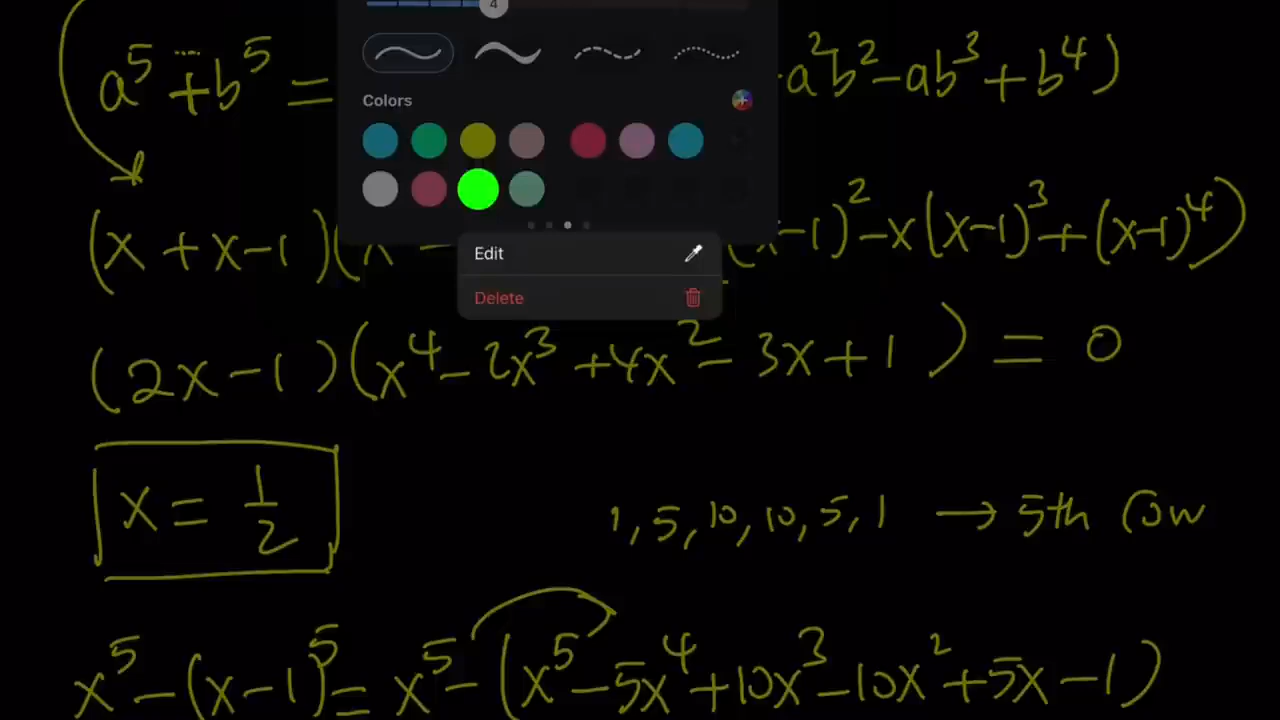 4
a⁵ + b⁵ = a²b² - ab³ + b⁴)
Colors
(x + x-1)(x - (x-1)² - x(x-1)³ + (x-1)⁴)
Edit
Delete
(2x-1)(x⁴ - 2x³ + 4x² - 3x + 1) = 0
x = 1/2
1, 5, 10, 10, 5, 1 → 5th row
x⁵ - (x-1)⁵ = x⁵ - (x⁵ - 5x⁴ + 10x³ - 10x² + 5x - 1)